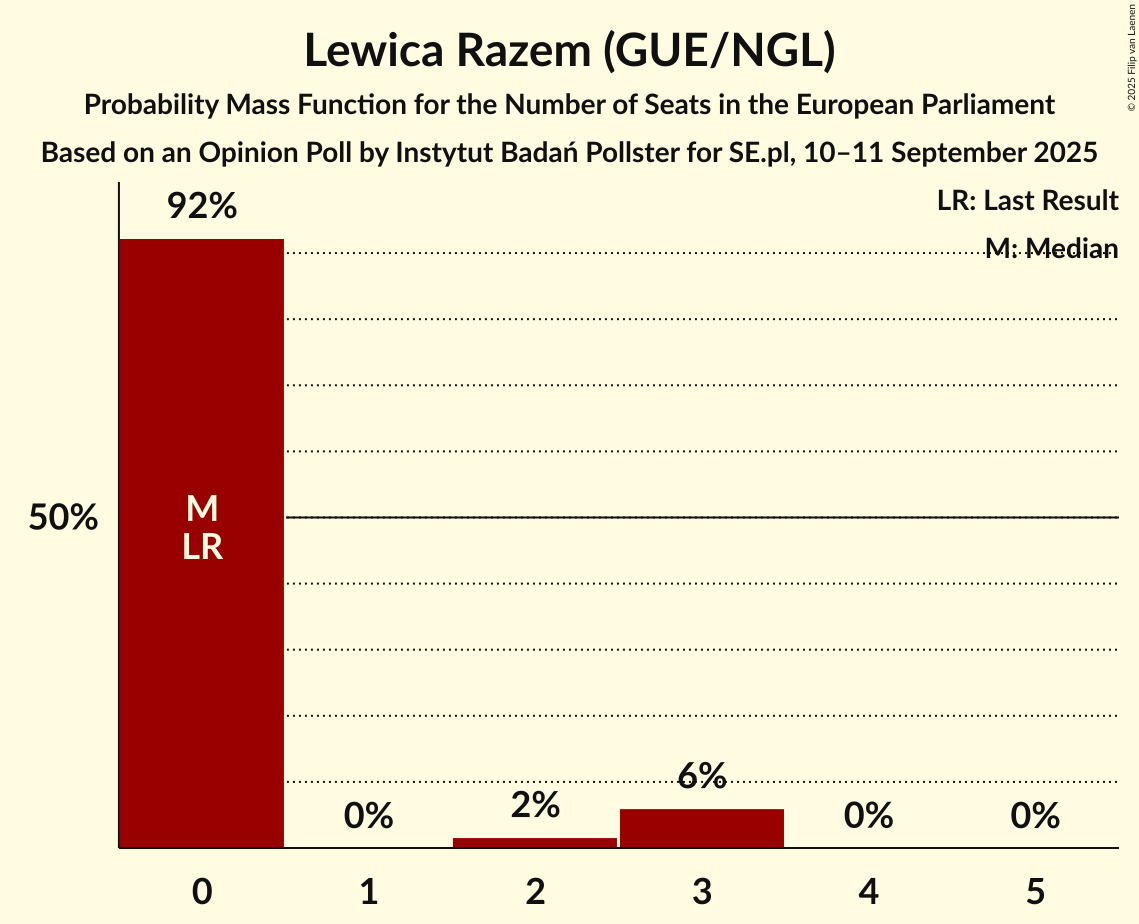 Lewica Razem (GUE/NGL)
Probability Mass Function for the Number of Seats in the European Parliament
Based on an Opinion Poll by Instytut Badań Pollster for SE.pl, 10–11 September 2025
© 2025 Filip van Laenen
LR: Last Result
M: Median
92%
50%
M
LR
0%
2%
6%
0%
0%
0
1
2
3
4
5